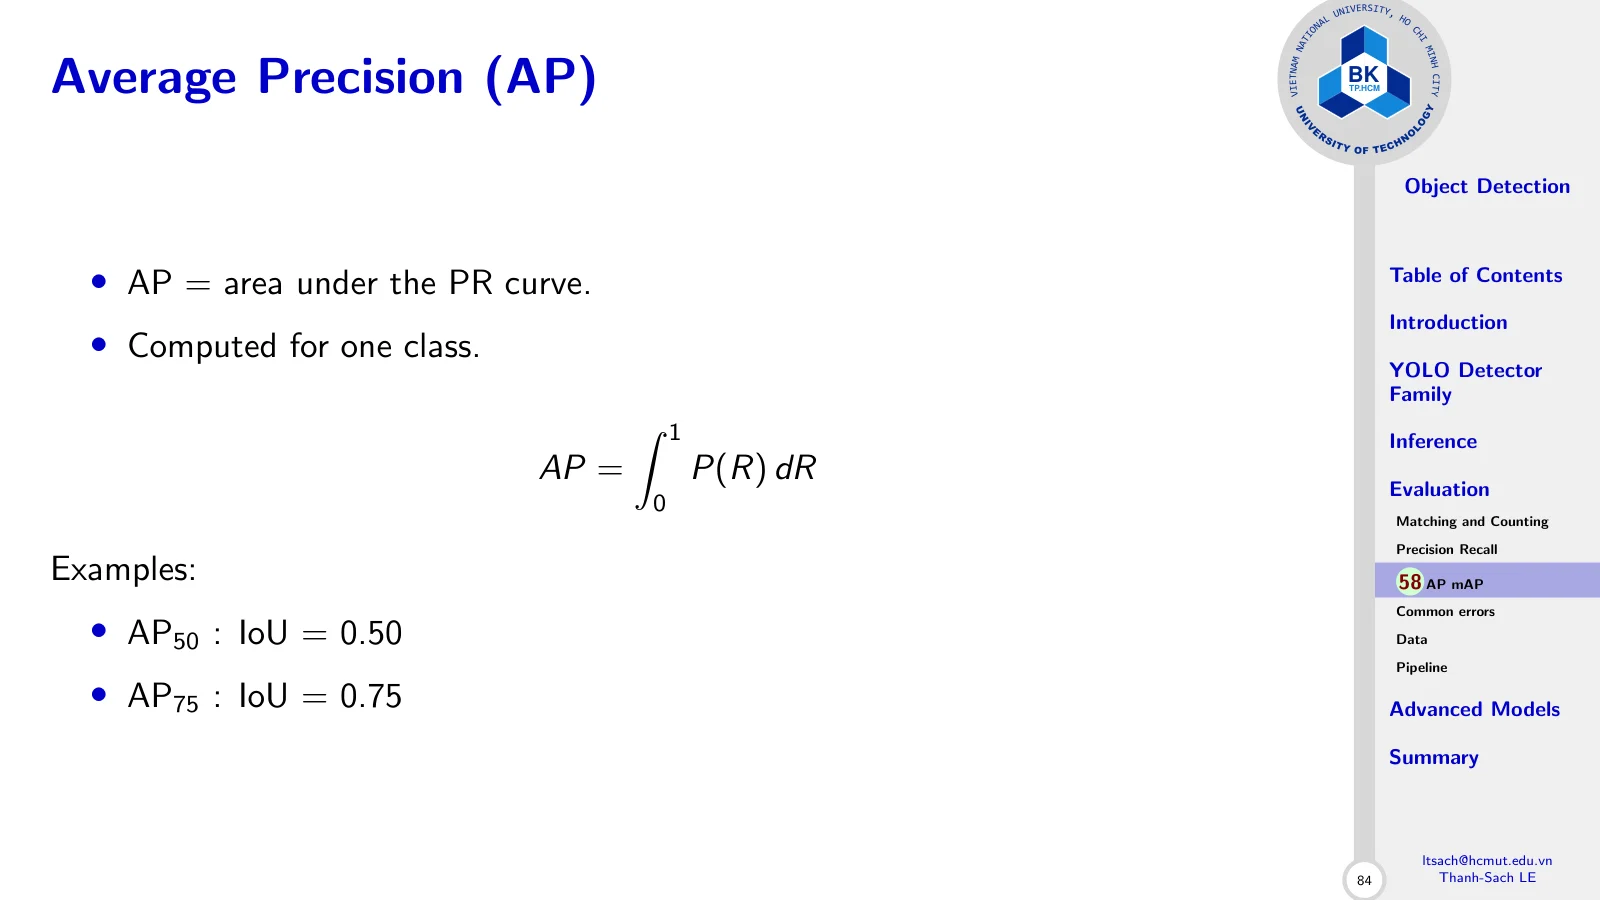 Average Precision (AP)
• AP = area under the PR curve.
• Computed for one class.
AP = ∫₀¹ P(R) dR
Examples:
• AP₅₀ : IoU = 0.50
• AP₇₅ : IoU = 0.75
VIETNAM NATIONAL UNIVERSITY, HO CHI MINH CITY
BK
TP.HCM
UNIVERSITY OF TECHNOLOGY
Object Detection
Table of Contents
Introduction
YOLO Detector
Family
Inference
Evaluation
Matching and Counting
Precision Recall
58 AP mAP
Common errors
Data
Pipeline
Advanced Models
Summary
ltsach@hcmut.edu.vn
Thanh-Sach LE
84